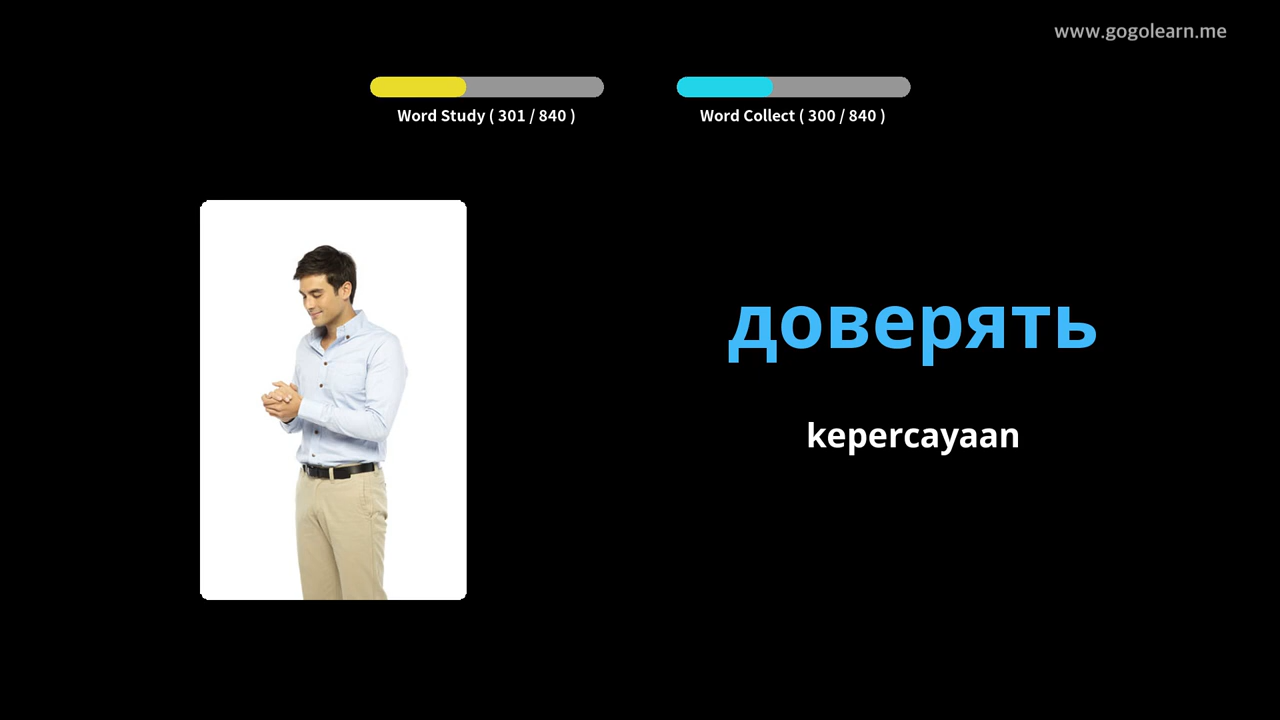 www.gogolearn.me
Word Study ( 301 / 840 )
Word Collect ( 300 / 840 )
доверять
kepercayaan